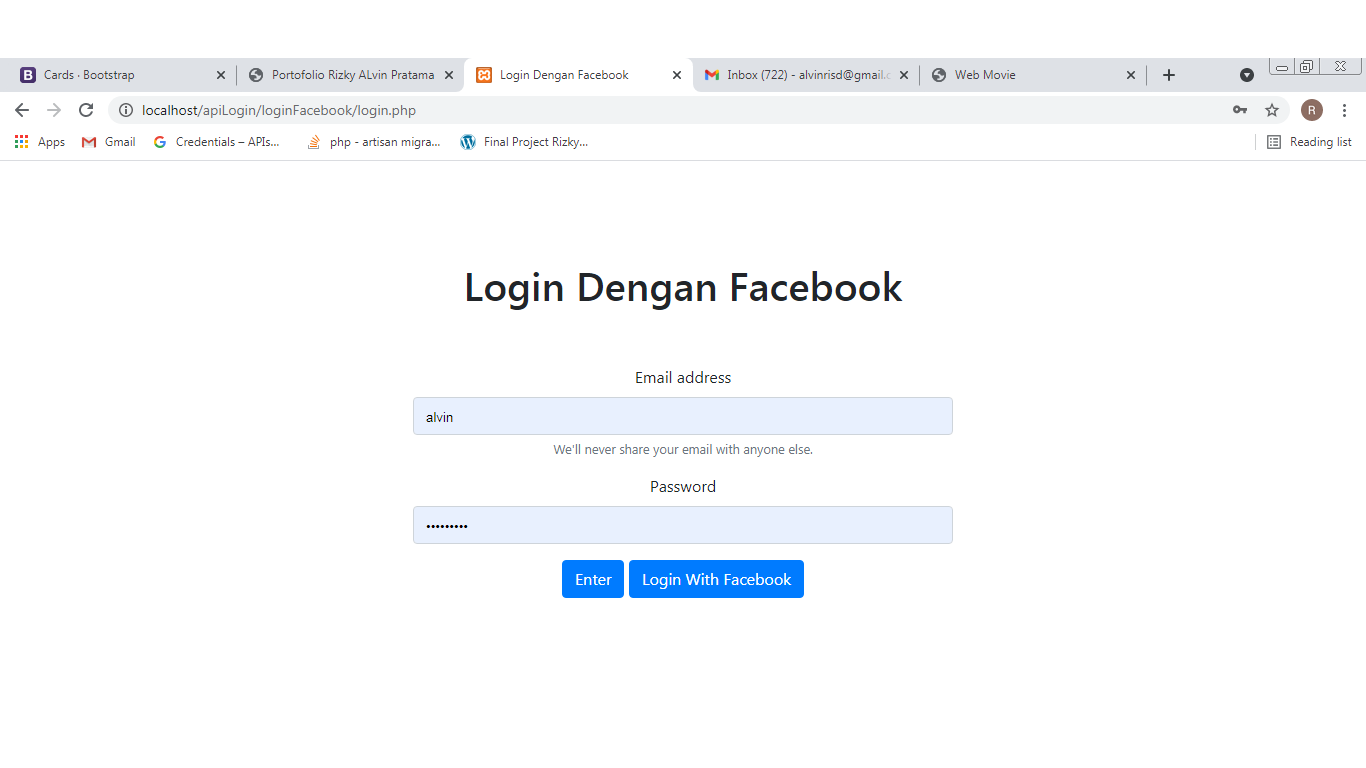 Cards · Bootstrap
Portofolio Rizky ALvin Pratama
Login Dengan Facebook
Inbox (722) - alvinrisd@gmail.c
Web Movie
localhost/apiLogin/loginFacebook/login.php
R
Apps
Gmail
Credentials – APIs...
php - artisan migra...
Final Project Rizky...
Reading list
Login Dengan Facebook
Email address
alvin
We'll never share your email with anyone else.
Password
•••••••••
Enter Login With Facebook